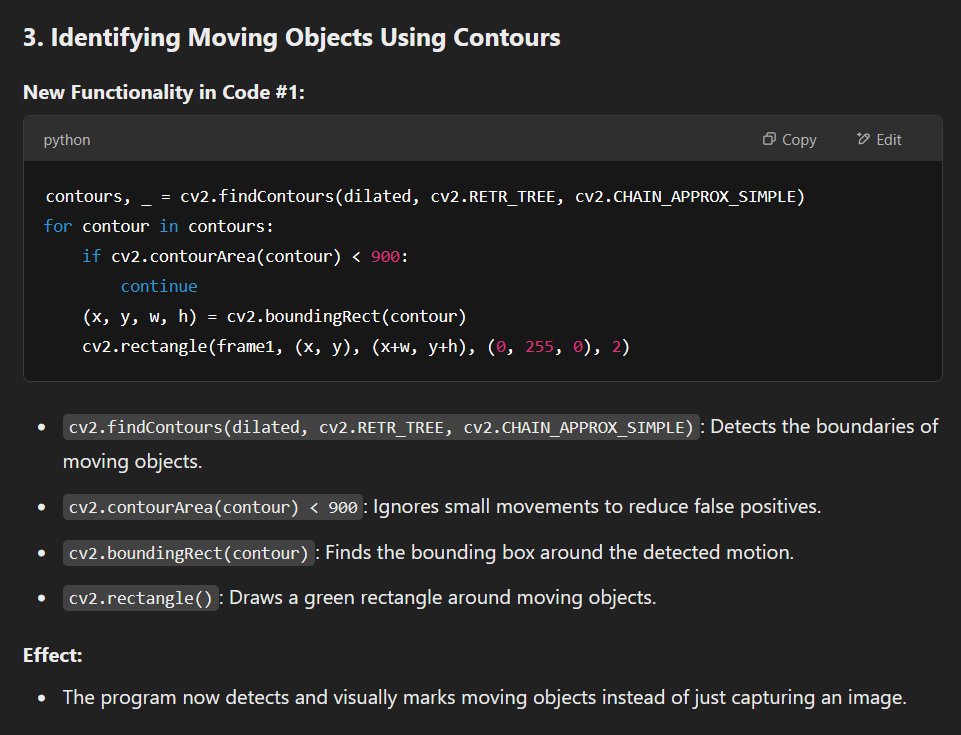 3. Identifying Moving Objects Using Contours
New Functionality in Code #1:
python
Copy
Edit
contours, _ = cv2.findContours(dilated, cv2.RETR_TREE, cv2.CHAIN_APPROX_SIMPLE)
for contour in contours:
    if cv2.contourArea(contour) < 900:
        continue
    (x, y, w, h) = cv2.boundingRect(contour)
    cv2.rectangle(frame1, (x, y), (x+w, y+h), (0, 255, 0), 2)
• cv2.findContours(dilated, cv2.RETR_TREE, cv2.CHAIN_APPROX_SIMPLE): Detects the boundaries of
moving objects.
• cv2.contourArea(contour) < 900: Ignores small movements to reduce false positives.
• cv2.boundingRect(contour): Finds the bounding box around the detected motion.
• cv2.rectangle(): Draws a green rectangle around moving objects.
Effect:
• The program now detects and visually marks moving objects instead of just capturing an image.